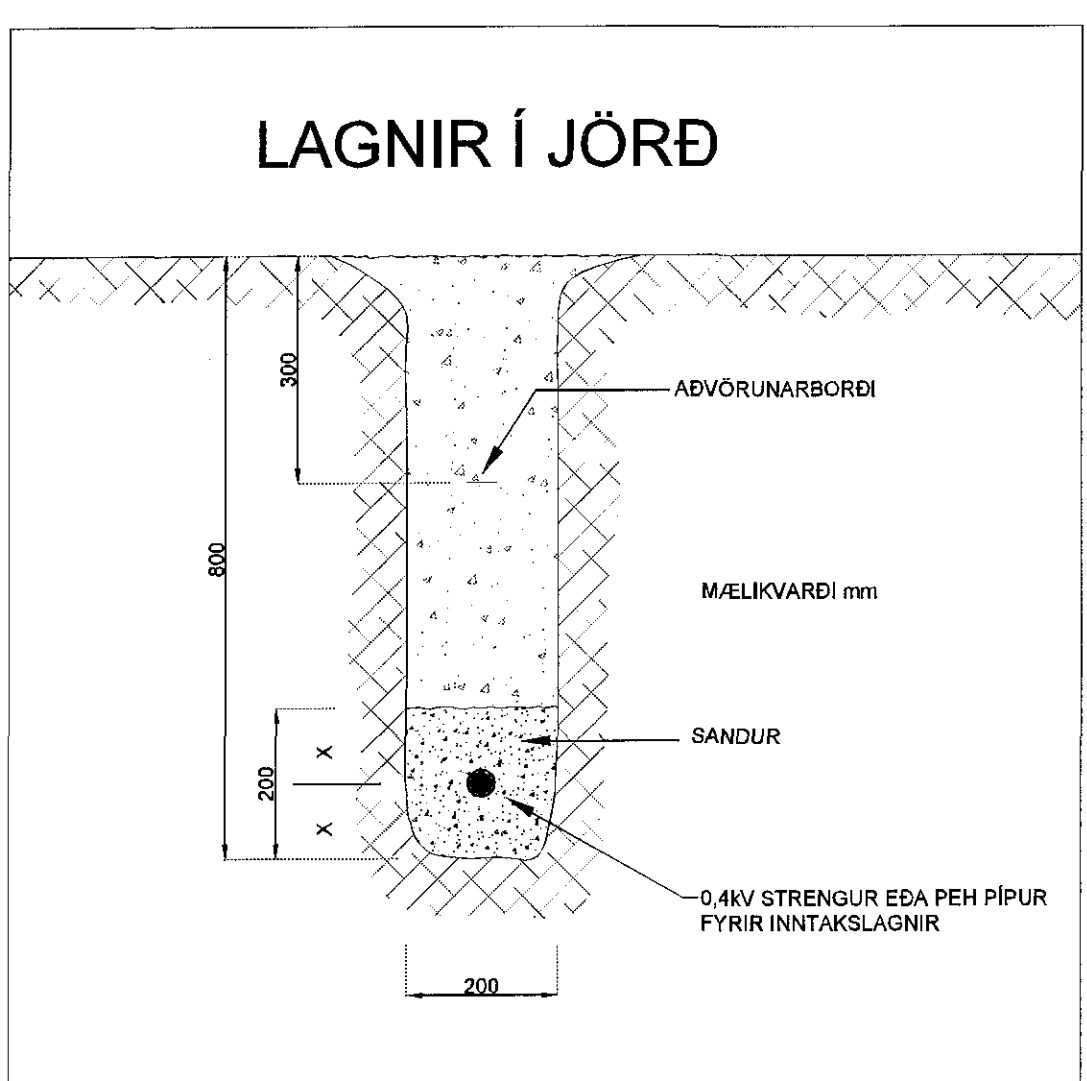 LAGNIR Í JÖRÐ
300
AÐVÖRUNARBORÐI
800
MÆLIKVARÐI mm
SANDUR
200
X
X
0,4kV STRENGUR EÐA PEH PÍPUR
FYRIR INNTAKSLAGNIR
200